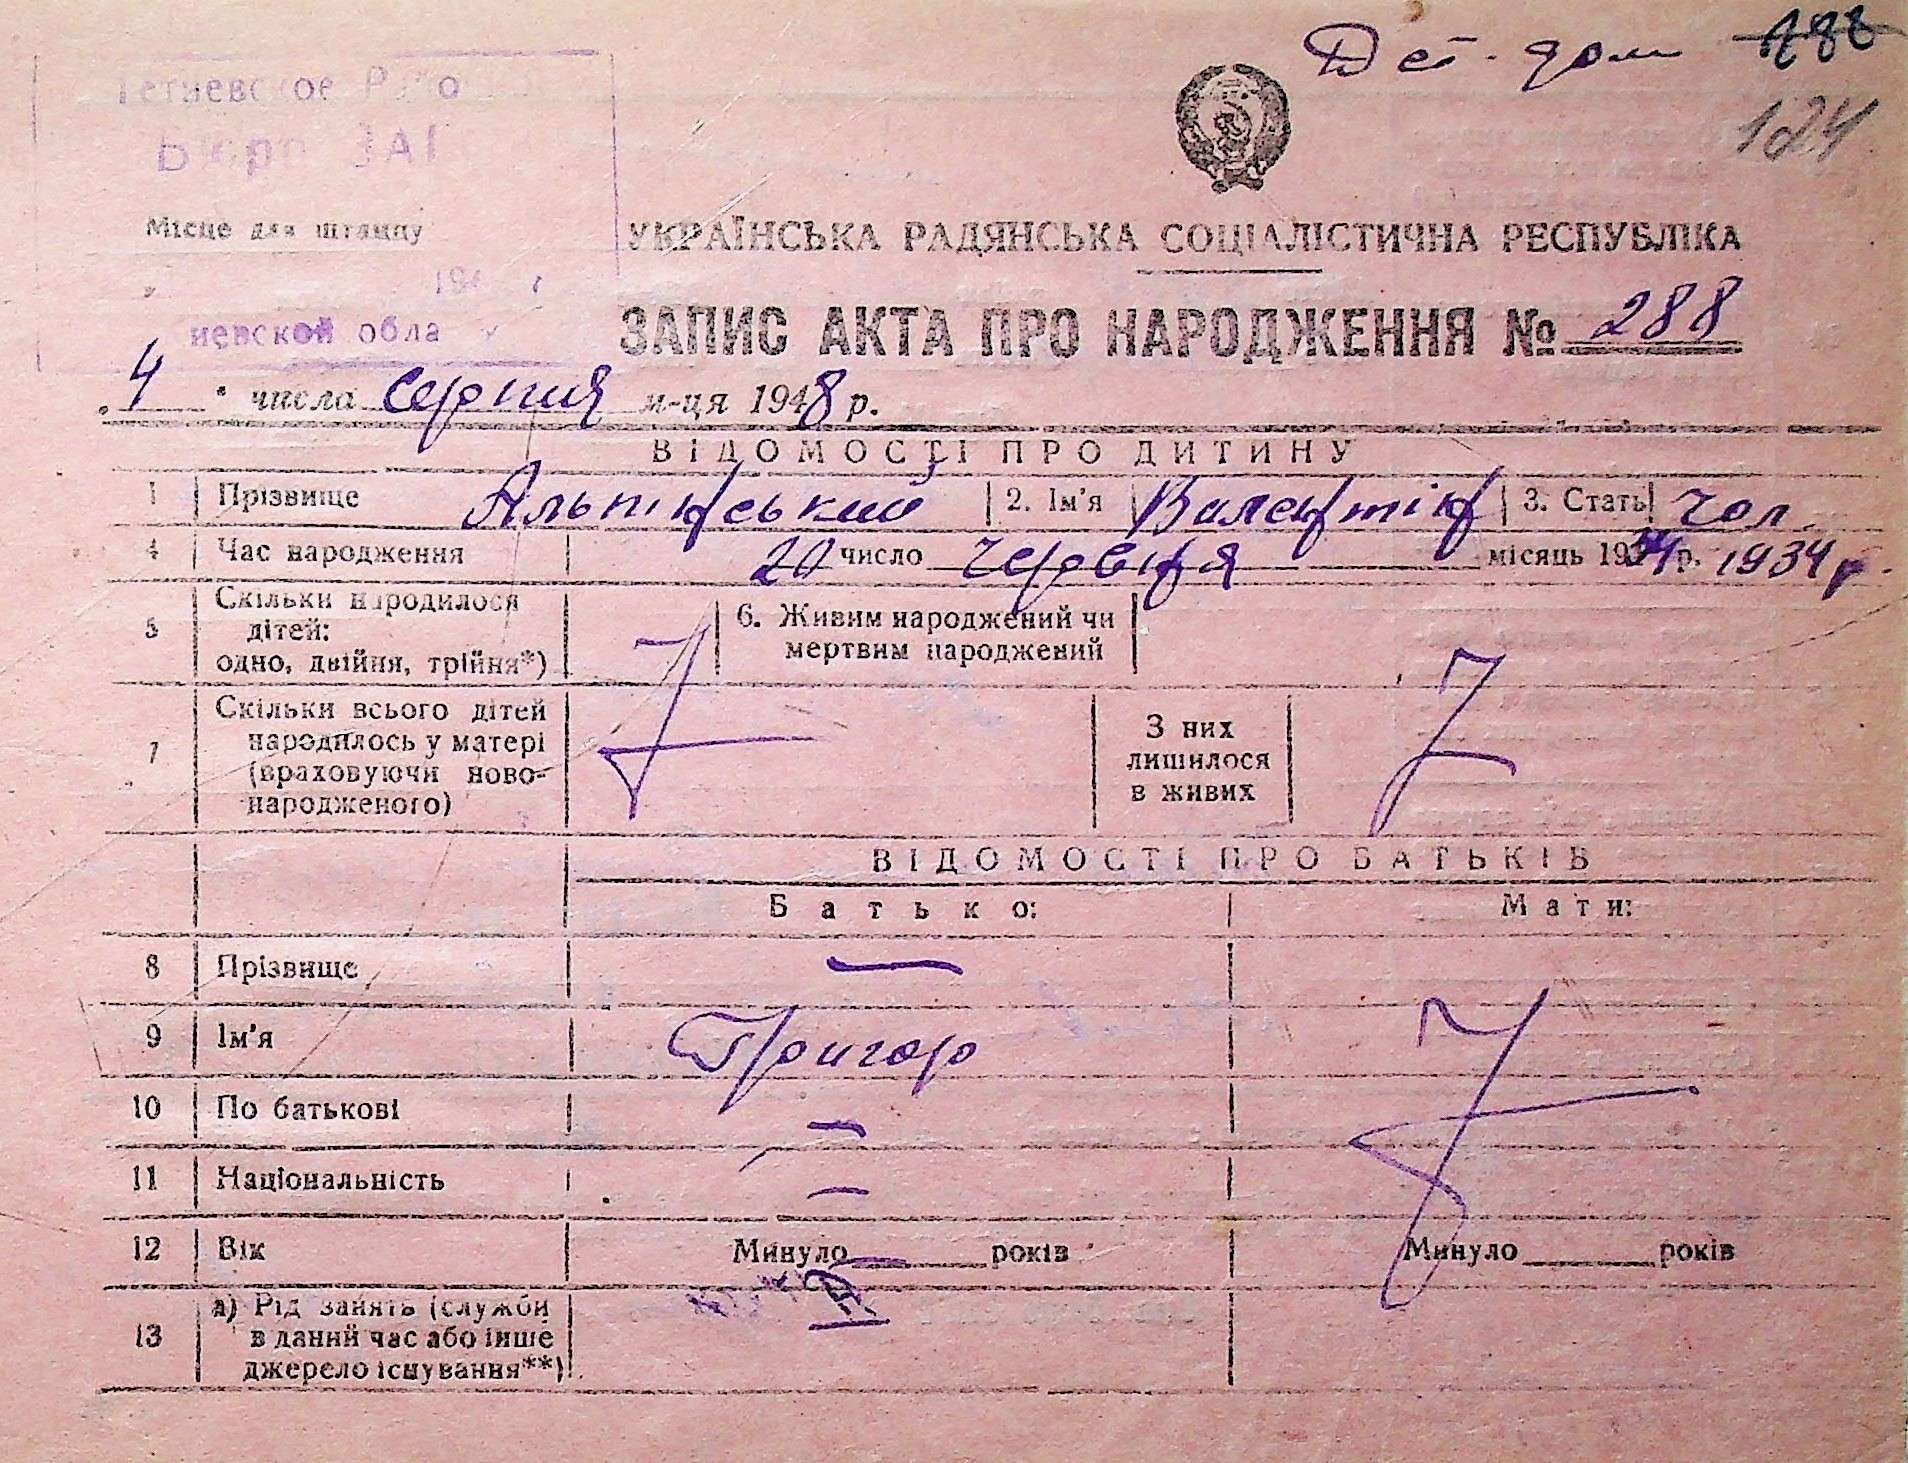 Дет. дом 288
124
Бюро ЗАГ
Місце для штампу
194
иевской обла
УКРАЇНСЬКА РАДЯНСЬКА СОЦІАЛІСТИЧНА РЕСПУБЛІКА
ЗАПИС АКТА ПРО НАРОДЖЕННЯ № 288
„ 4 " числа серпня м-ця 1948 р.
ВІДОМОСТІ ПРО ДИТИНУ
1 Прізвище Альпінський 2. Ім'я Валентін 3. Стать чол.
4 Час народження 20 число червня місяць 1934 р. 1934 р.
5 Скільки народилося дітей: одно, двійня, трійня*)
6. Живим народжений чи мертвим народжений
7 Скільки всього дітей народилось у матері (враховуючи ново-народженого)
З них лишилося в живих
ВІДОМОСТІ ПРО БАТЬКІВ
Батько: Мати:
8 Прізвище —
9 Ім'я Григор
10 По батькові —
11 Національність —
12 Вік Минуло — років Минуло ______ років
13 а) Рід занять (служби в даний час або інше джерело існування**)